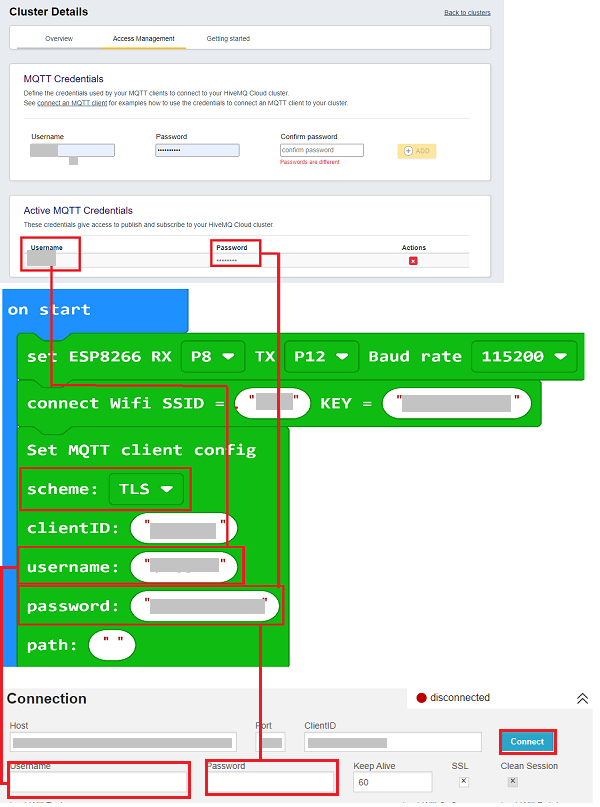 Cluster Details
Back to clusters
Overview Access Management Getting started
MQTT Credentials
Define the credentials used by your MQTT clients to connect to your HiveMQ Cloud cluster.
See connect an MQTT client for examples how to use the credentials to connect an MQTT client to your cluster.
Username Password Confirm password
•••••••••• confirm password ADD
Passwords are different
Active MQTT Credentials
These credentials give access to publish and subscribe to your HiveMQ Cloud cluster.
Username Password Actions
******** x
on start
set ESP8266 RX P8 TX P12 Baud rate 115200
connect Wifi SSID = " " KEY = " "
Set MQTT client config
scheme: TLS
clientID: " "
username: " "
password: " "
path: " "
Connection
disconnected
Host Port ClientID
Connect
Username Password Keep Alive SSL Clean Session
60 x x